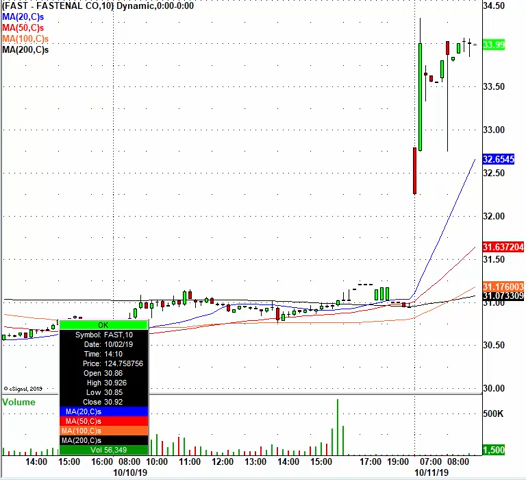 (FAST - FASTENAL CO,10) Dynamic,0:00-0:00
MA(20,C)s
MA(50,C)s
MA(100,C)s
MA(200,C)s
34.50
33.99
33.50
33.00
32.6545
32.50
32.00
31.637204
31.50
31.176003
31.073309
31.00
30.50
30.00
OK
Symbol: FAST,10
Date: 10/02/19
Time: 14:10
Price: 124.758756
Open 30.86
High 30.926
Low 30.85
Close 30.92
MA(20,C)s
MA(50,C)s
MA(100,C)s
MA(200,C)s
Vol 56,349
© eSignal, 2019
Volume
500K
1,500
14:00 15:00 16:00 08:00 10:00 11:00 12:00 13:00 14:00 15:00 17:00 19:00 07:00 08:00
10/10/19 10/11/19